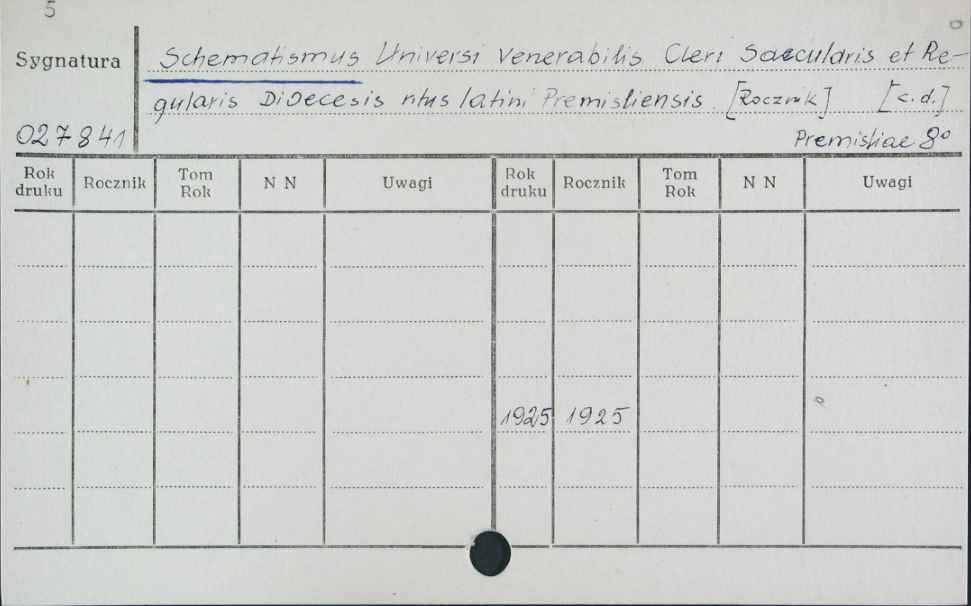 5
Sygnatura Schematismus Universi Venerabilis Cleri Saecularis et Re-
gularis Dioecesis ritus latini Premisliensis. [Rocznik] [c.d.]
027841 Premisliae 8°
Rok druku Rocznik Tom Rok N N Uwagi Rok druku Rocznik Tom Rok N N Uwagi
1925 1925